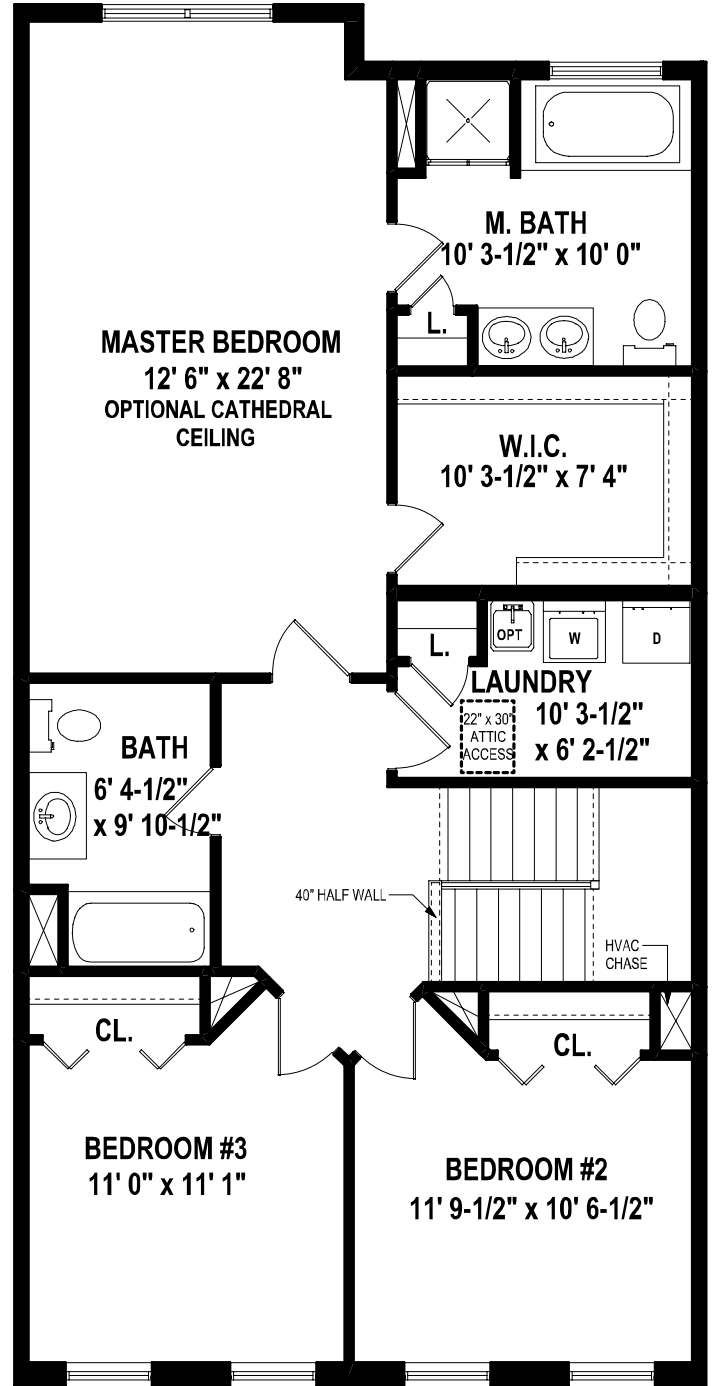 M. BATH
10' 3-1/2" x 10' 0"
L.
MASTER BEDROOM
12' 6" x 22' 8"
OPTIONAL CATHEDRAL
CEILING
W.I.C.
10' 3-1/2" x 7' 4"
L.
OPT
W
D
LAUNDRY
10' 3-1/2"
x 6' 2-1/2"
22" x 30"
ATTIC
ACCESS
BATH
6' 4-1/2"
x 9' 10-1/2"
40" HALF WALL
HVAC
CHASE
CL.
CL.
BEDROOM #3
11' 0" x 11' 1"
BEDROOM #2
11' 9-1/2" x 10' 6-1/2"